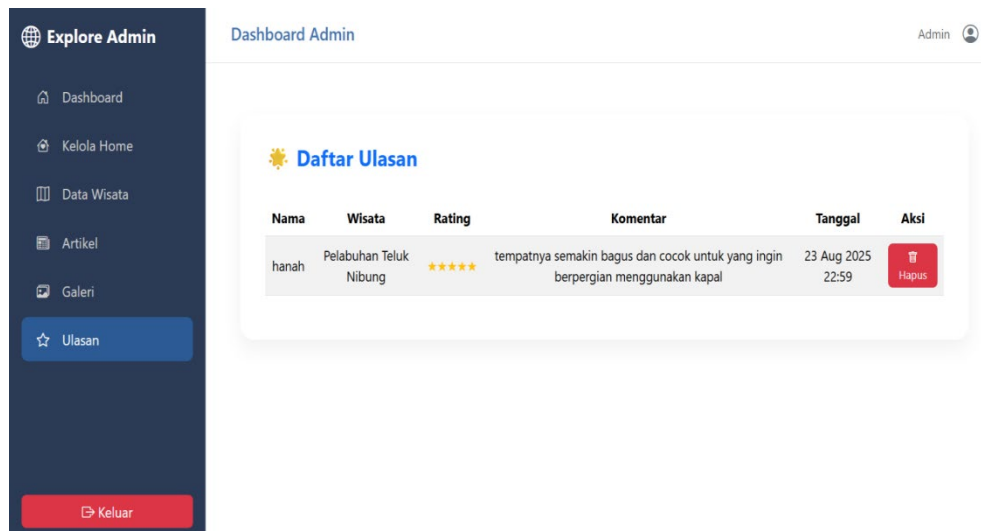 Explore Admin
Dashboard Admin
Admin
Dashboard
Kelola Home
Data Wisata
Artikel
Galeri
Ulasan
Keluar
Daftar Ulasan
Nama Wisata Rating Komentar Tanggal Aksi
hanah Pelabuhan Teluk tempatnya semakin bagus dan cocok untuk yang ingin 23 Aug 2025 Hapus
Nibung berpergian menggunakan kapal 22:59